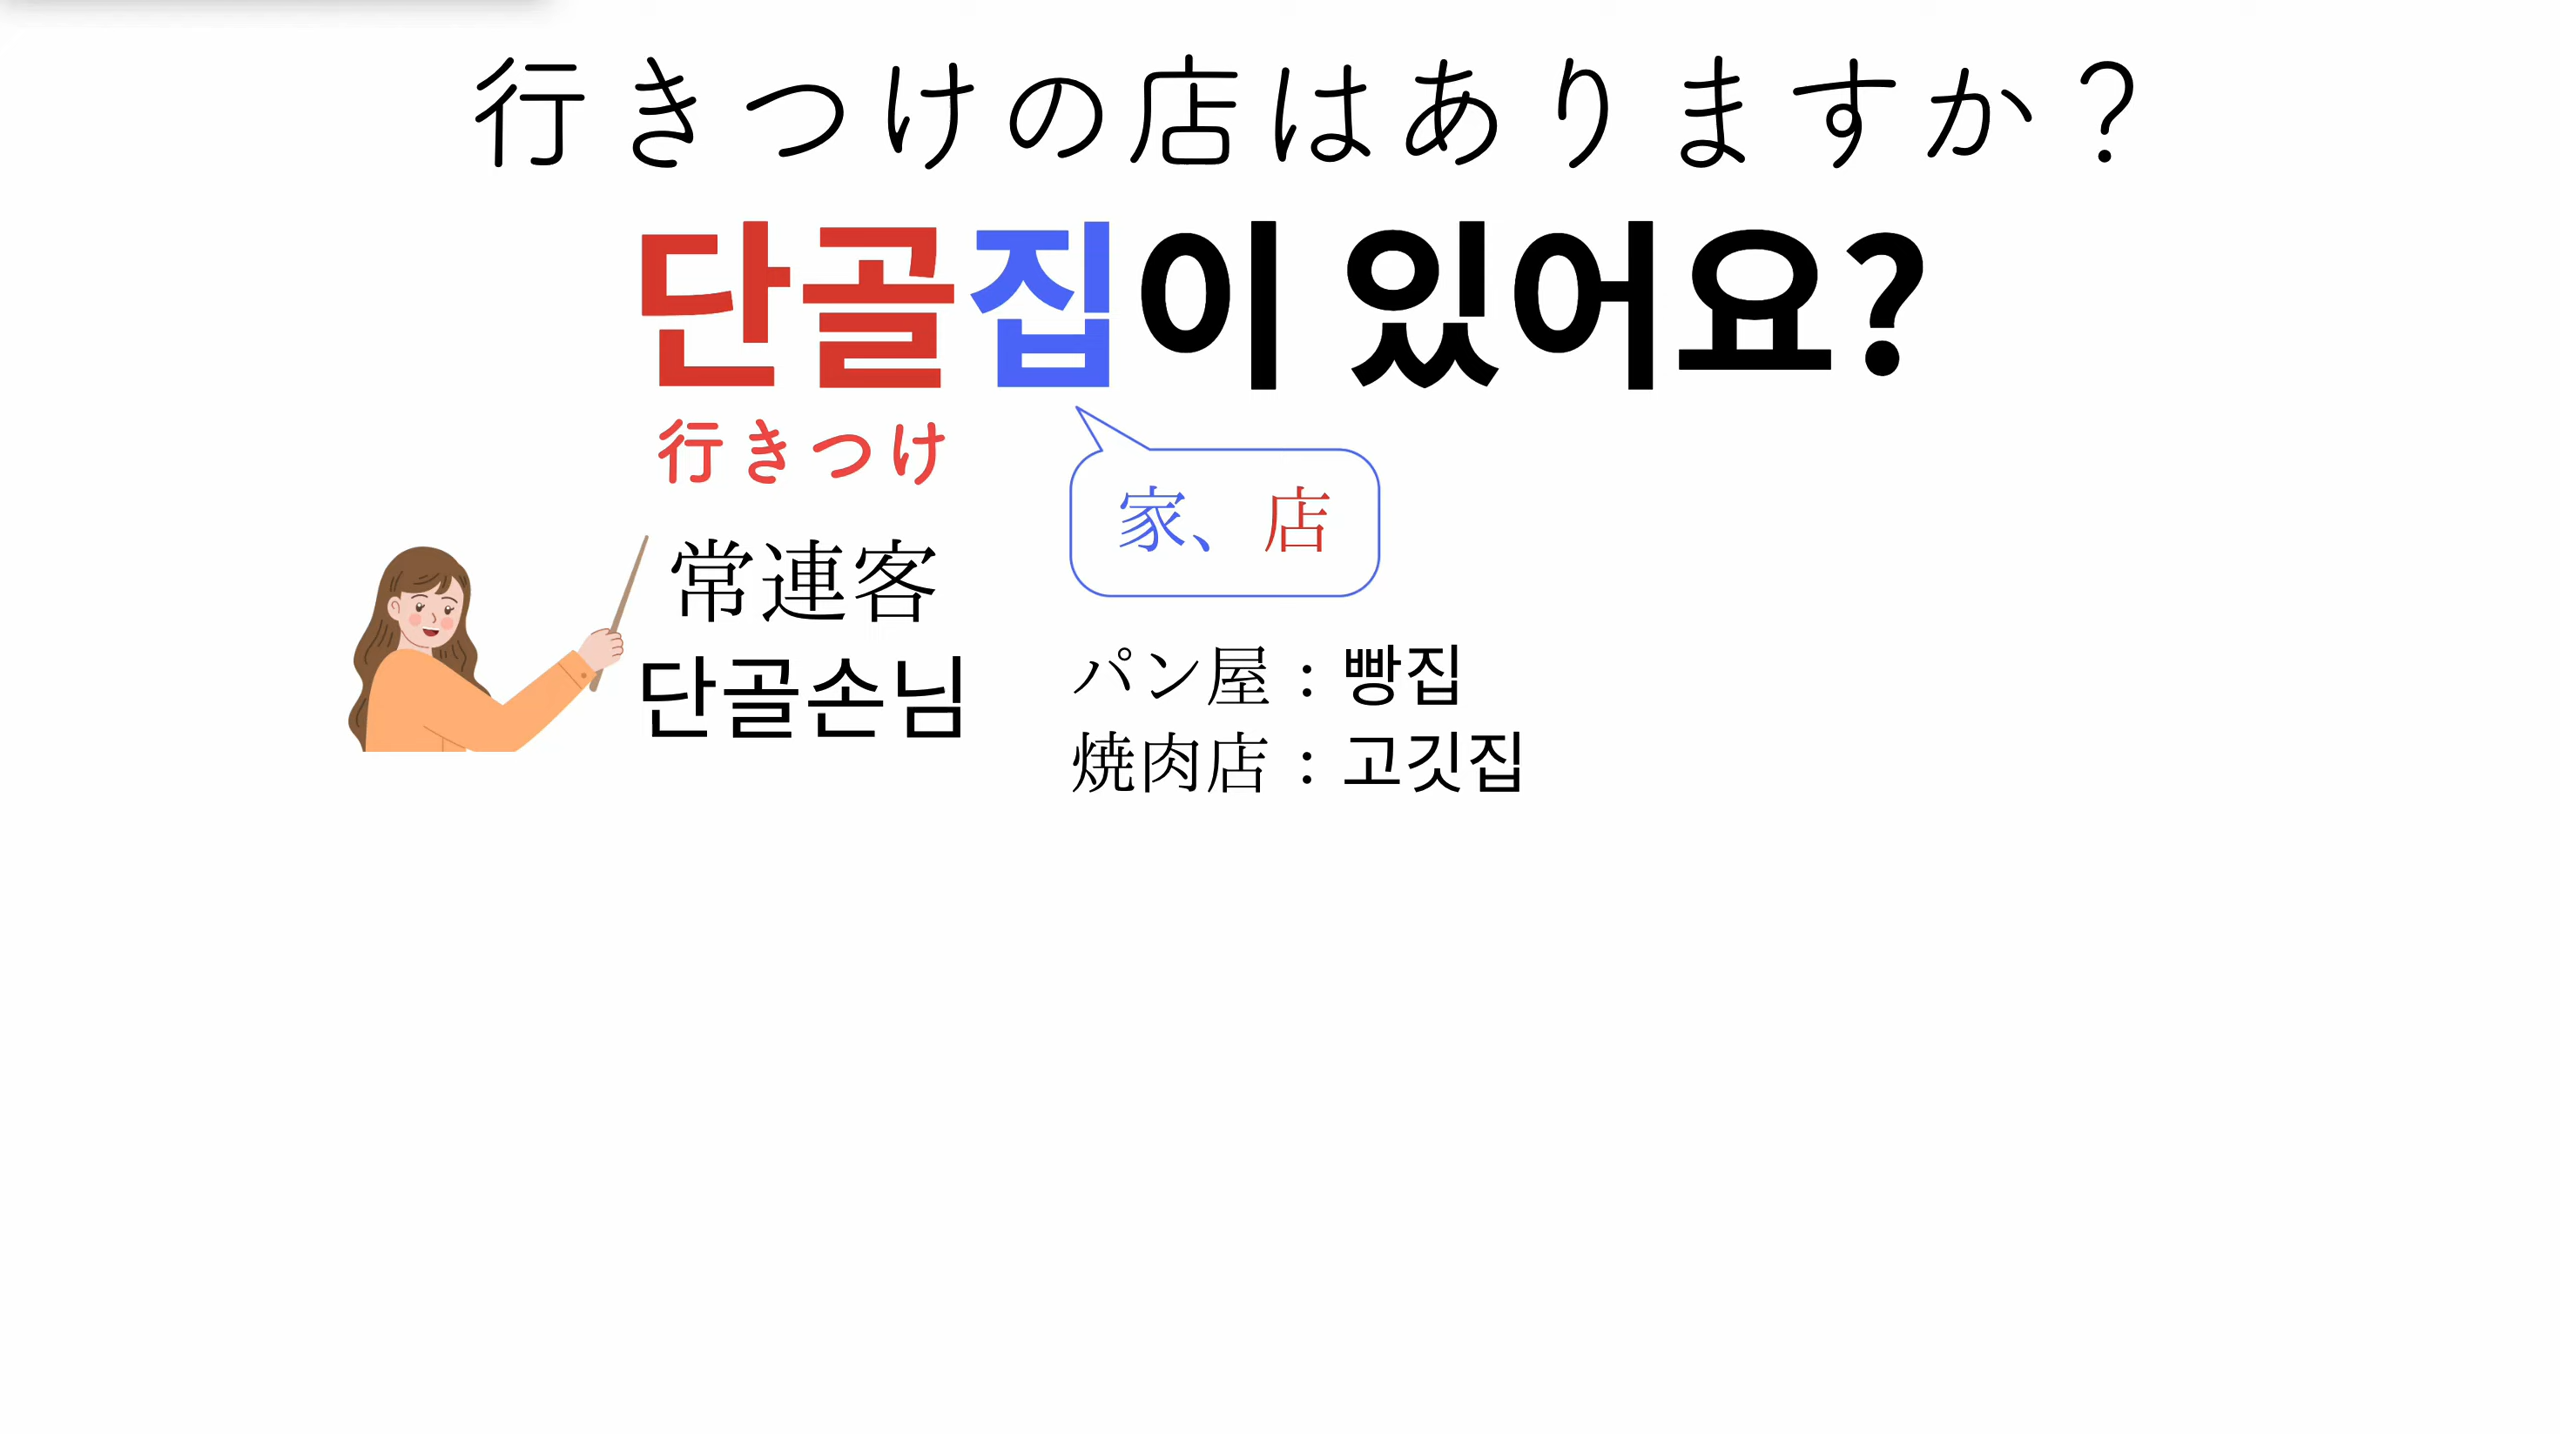 行きつけの店はありますか？
단골집이 있어요?
行きつけ
家、店
常連客
단골손님
パン屋：빵집
焼肉店：고깃집